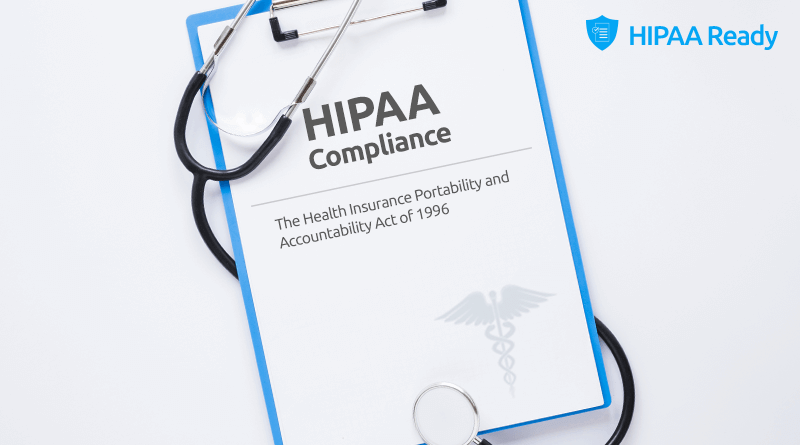 HIPAA Ready
HIPAA
Compliance
The Health Insurance Portability and
Accountability Act of 1996